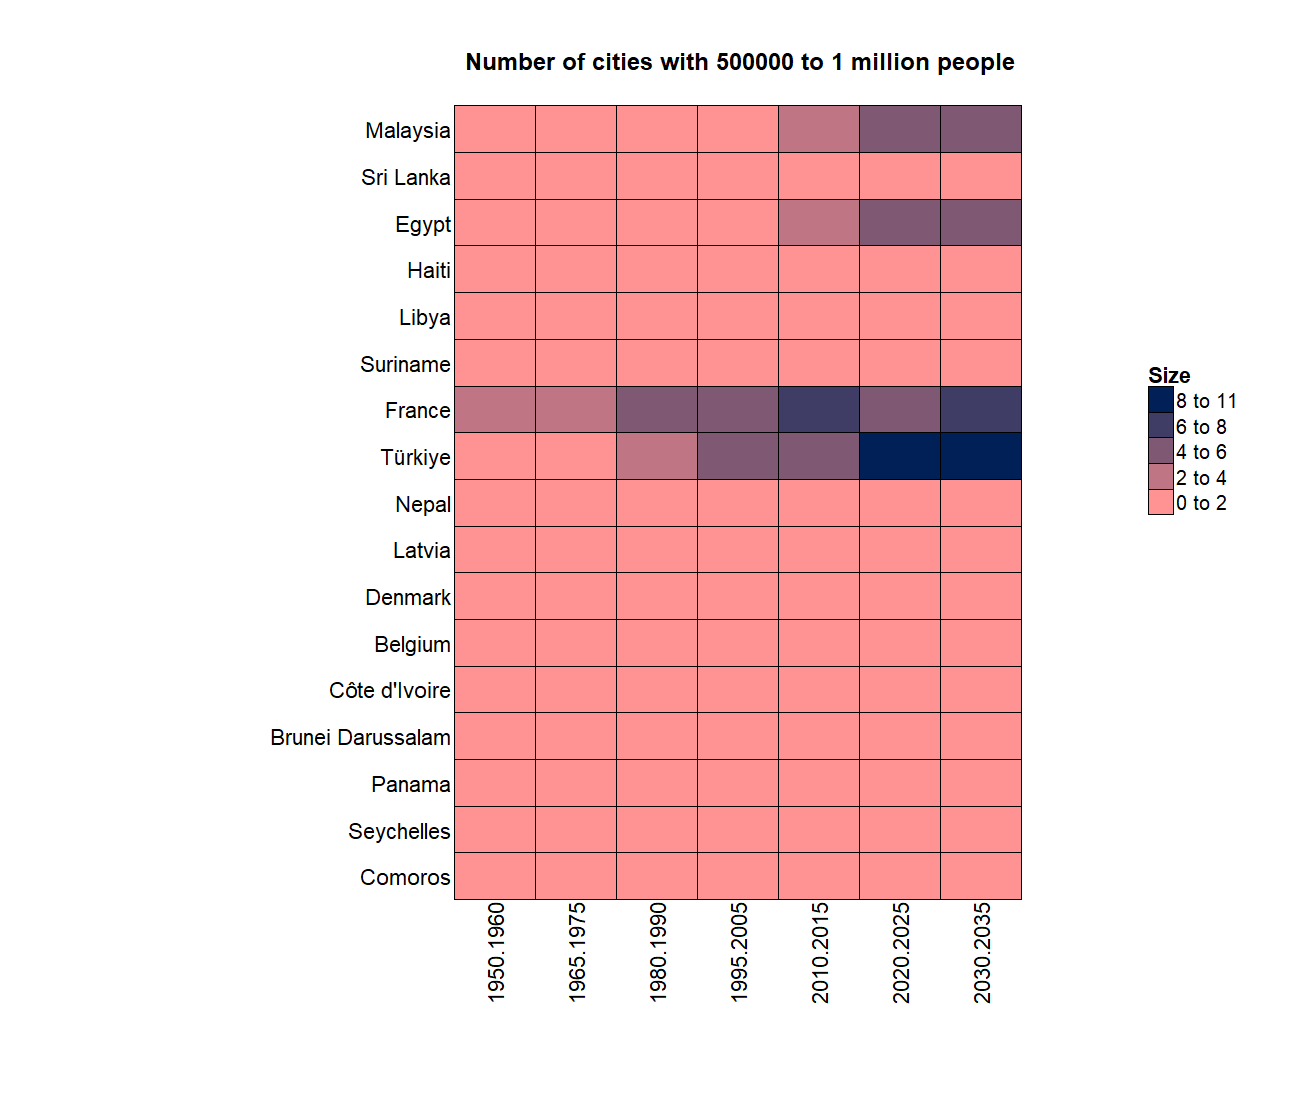 Number of cities with 500000 to 1 million people
Malaysia
Sri Lanka
Egypt
Haiti
Libya
Suriname
France
Türkiye
Nepal
Latvia
Denmark
Belgium
Côte d'Ivoire
Brunei Darussalam
Panama
Seychelles
Comoros
1950.1960
1965.1975
1980.1990
1995.2005
2010.2015
2020.2025
2030.2035
Size
8 to 11
6 to 8
4 to 6
2 to 4
0 to 2